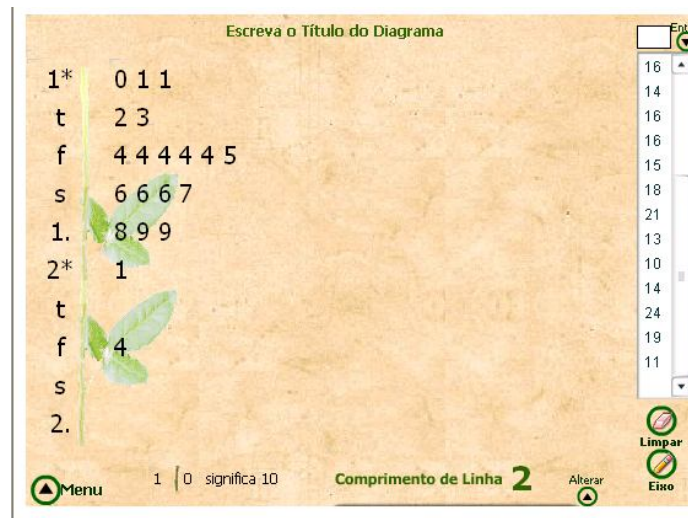 Escreva o Título do Diagrama
Ent
1* 0 1 1
t 2 3
f 4 4 4 4 4 5
s 6 6 6 7
1. 8 9 9
2* 1
t
f 4
s
2.
16
14
16
16
15
18
21
13
10
14
24
19
11
Limpar
Eixo
Menu
1 0 significa 10
Comprimento de Linha 2
Alterar